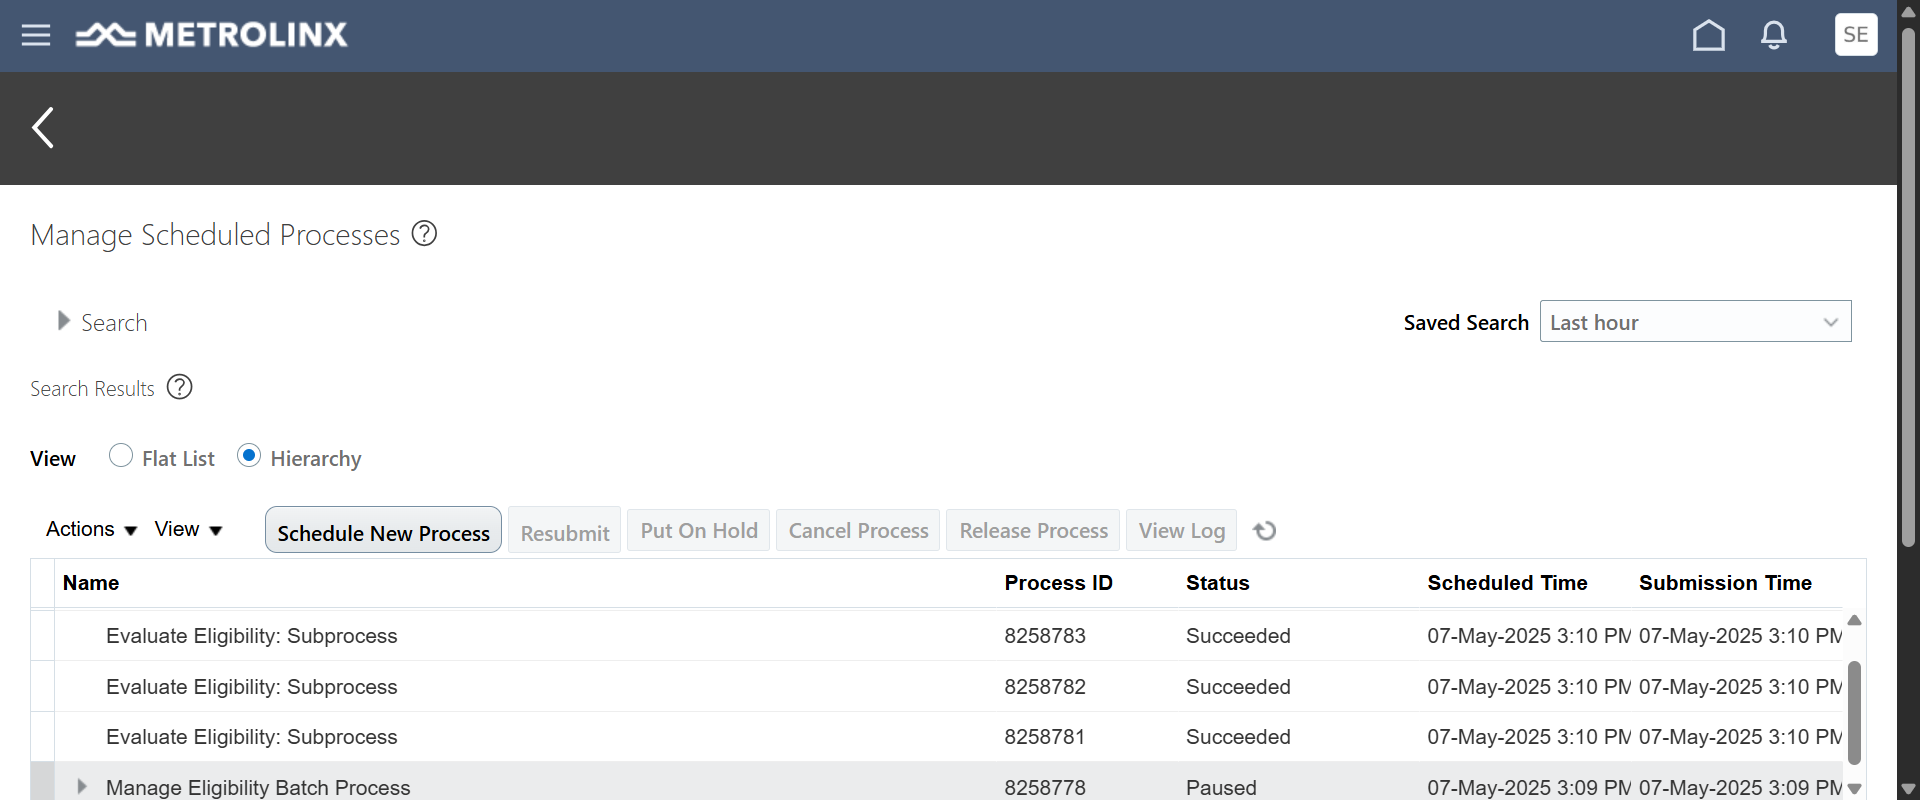 METROLINX
SE
Manage Scheduled Processes ?
Search
Saved Search Last hour
Search Results ?
View Flat List Hierarchy
Actions View Schedule New Process Resubmit Put On Hold Cancel Process Release Process View Log
Name Process ID Status Scheduled Time Submission Time
Evaluate Eligibility: Subprocess 8258783 Succeeded 07-May-2025 3:10 PM 07-May-2025 3:10 PM
Evaluate Eligibility: Subprocess 8258782 Succeeded 07-May-2025 3:10 PM 07-May-2025 3:10 PM
Evaluate Eligibility: Subprocess 8258781 Succeeded 07-May-2025 3:10 PM 07-May-2025 3:10 PM
Manage Eligibility Batch Process 8258778 Paused 07-May-2025 3:09 PM 07-May-2025 3:09 PM